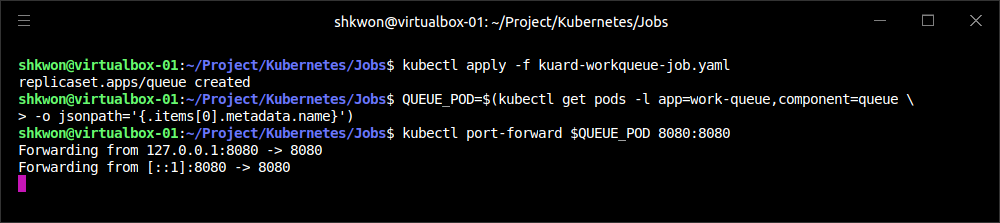 shkwon@virtualbox-01: ~/Project/Kubernetes/Jobs
shkwon@virtualbox-01:~/Project/Kubernetes/Jobs$ kubectl apply -f kuard-workqueue-job.yaml
replicaset.apps/queue created
shkwon@virtualbox-01:~/Project/Kubernetes/Jobs$ QUEUE_POD=$(kubectl get pods -l app=work-queue,component=queue \
> -o jsonpath='{.items[0].metadata.name}')
shkwon@virtualbox-01:~/Project/Kubernetes/Jobs$ kubectl port-forward $QUEUE_POD 8080:8080
Forwarding from 127.0.0.1:8080 -> 8080
Forwarding from [::1]:8080 -> 8080